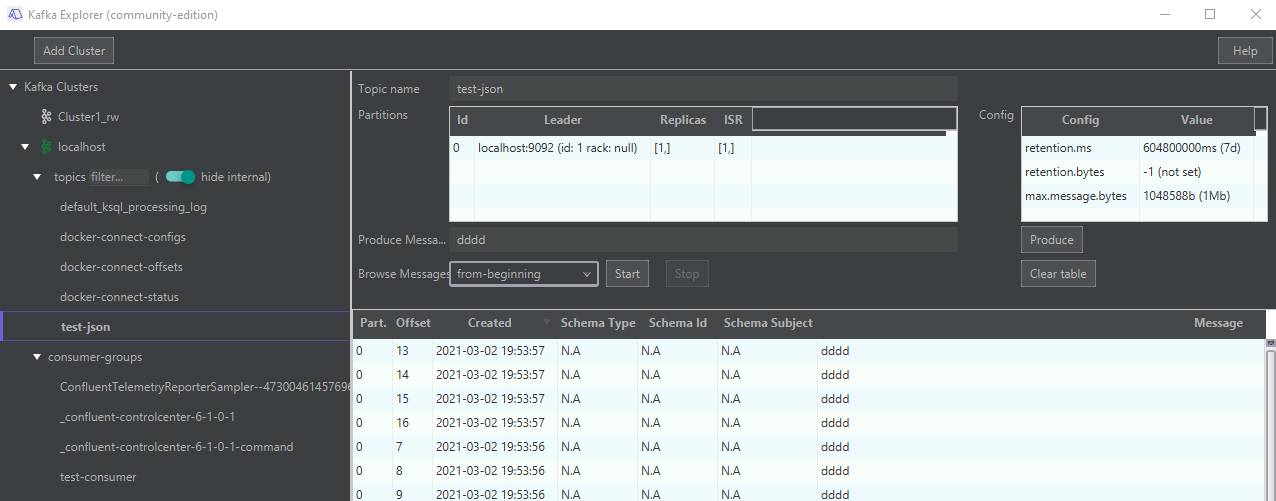 Kafka Explorer (community-edition)
Add Cluster
Help
Kafka Clusters
Cluster1_rw
localhost
topics filter... ( hide internal)
default_ksql_processing_log
docker-connect-configs
docker-connect-offsets
docker-connect-status
test-json
consumer-groups
ConfluentTelemetryReporterSampler--4730046145769
_confluent-controlcenter-6-1-0-1
_confluent-controlcenter-6-1-0-1-command
test-consumer
Topic name test-json
Partitions
Id Leader Replicas ISR
0 localhost:9092 (id: 1 rack: null) [1,] [1,]
Config
Config Value
retention.ms 604800000ms (7d)
retention.bytes -1 (not set)
max.message.bytes 1048588b (1Mb)
Produce Messa... dddd Produce
Browse Messages from-beginning Start Stop Clear table
Part. Offset Created Schema Type Schema Id Schema Subject Message
0 13 2021-03-02 19:53:57 N.A N.A N.A dddd
0 14 2021-03-02 19:53:57 N.A N.A N.A dddd
0 15 2021-03-02 19:53:57 N.A N.A N.A dddd
0 16 2021-03-02 19:53:57 N.A N.A N.A dddd
0 7 2021-03-02 19:53:56 N.A N.A N.A dddd
0 8 2021-03-02 19:53:56 N.A N.A N.A dddd
0 9 2021-03-02 19:53:56 N.A N.A N.A dddd